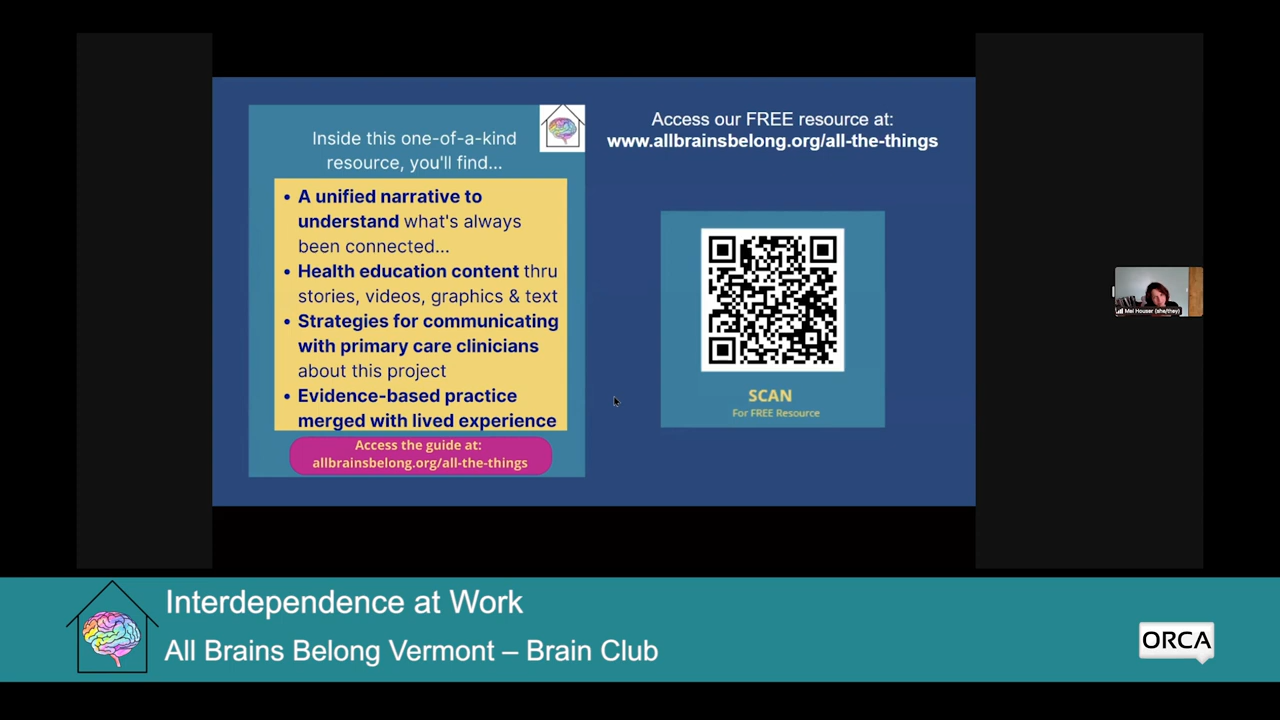 Inside this one-of-a-kind
resource, you'll find...
• A unified narrative to
understand what's always
been connected...
• Health education content thru
stories, videos, graphics & text
• Strategies for communicating
with primary care clinicians
about this project
• Evidence-based practice
merged with lived experience
Access the guide at:
allbrainsbelong.org/all-the-things
Access our FREE resource at:
www.allbrainsbelong.org/all-the-things
SCAN
For FREE Resource
Mel Houser (she/they)
Interdependence at Work
All Brains Belong Vermont – Brain Club
ORCA